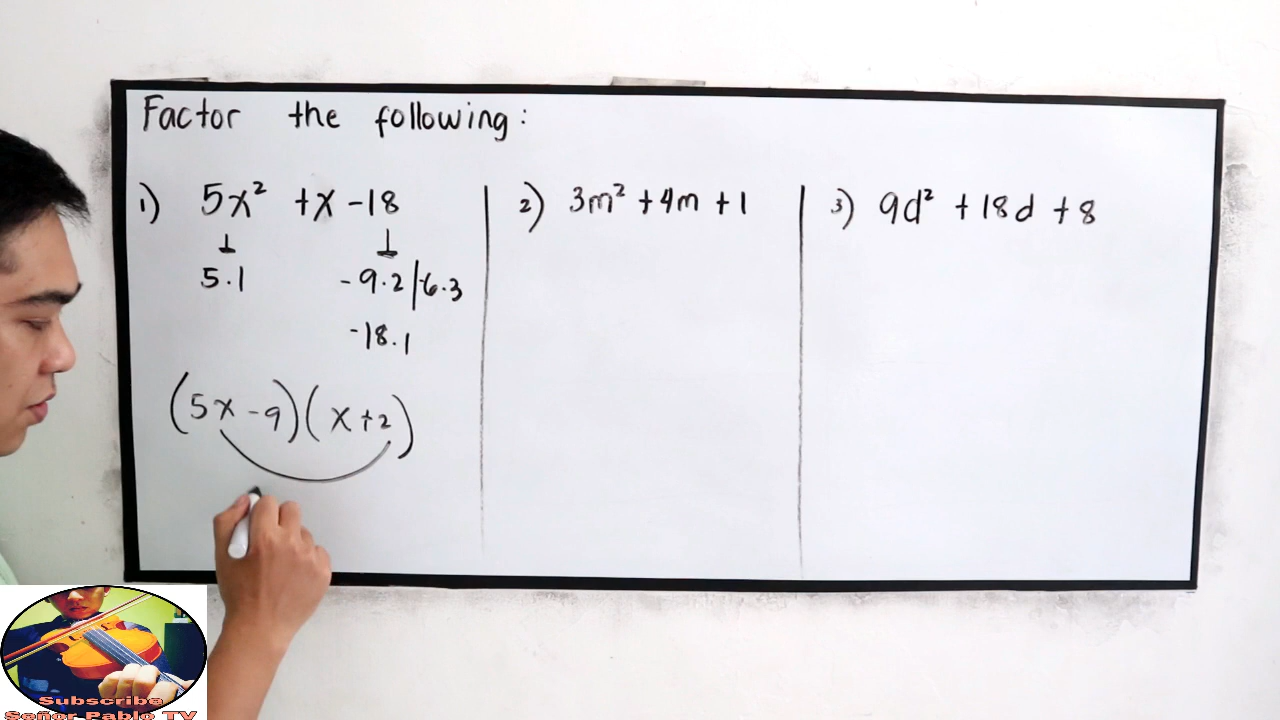 Factor the following:
1) 5x² +x -18
5.1 -9.2 | -6.3
-18.1
(5x -9)(x+2)
2) 3m² +4m +1
3) 9d² +18d +8
Subscribe
Señor Pablo TV